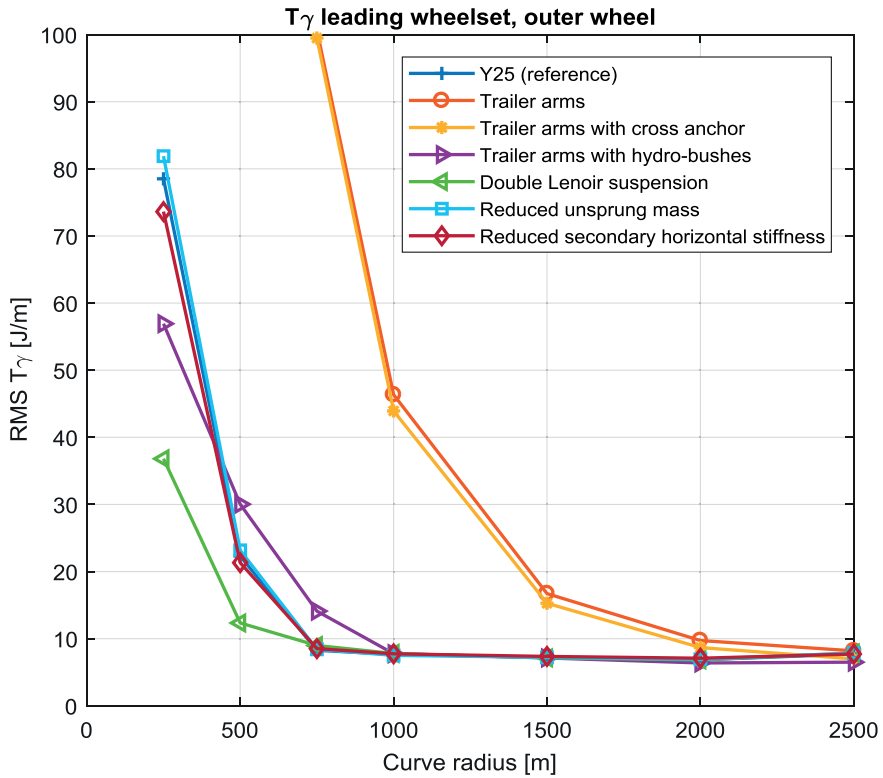 Tγ leading wheelset, outer wheel
100
90
80
70
60
50
40
30
20
10
0
RMS Tγ [J/m]
Y25 (reference)
Trailer arms
Trailer arms with cross anchor
Trailer arms with hydro-bushes
Double Lenoir suspension
Reduced unsprung mass
Reduced secondary horizontal stiffness
0 500 1000 1500 2000 2500
Curve radius [m]